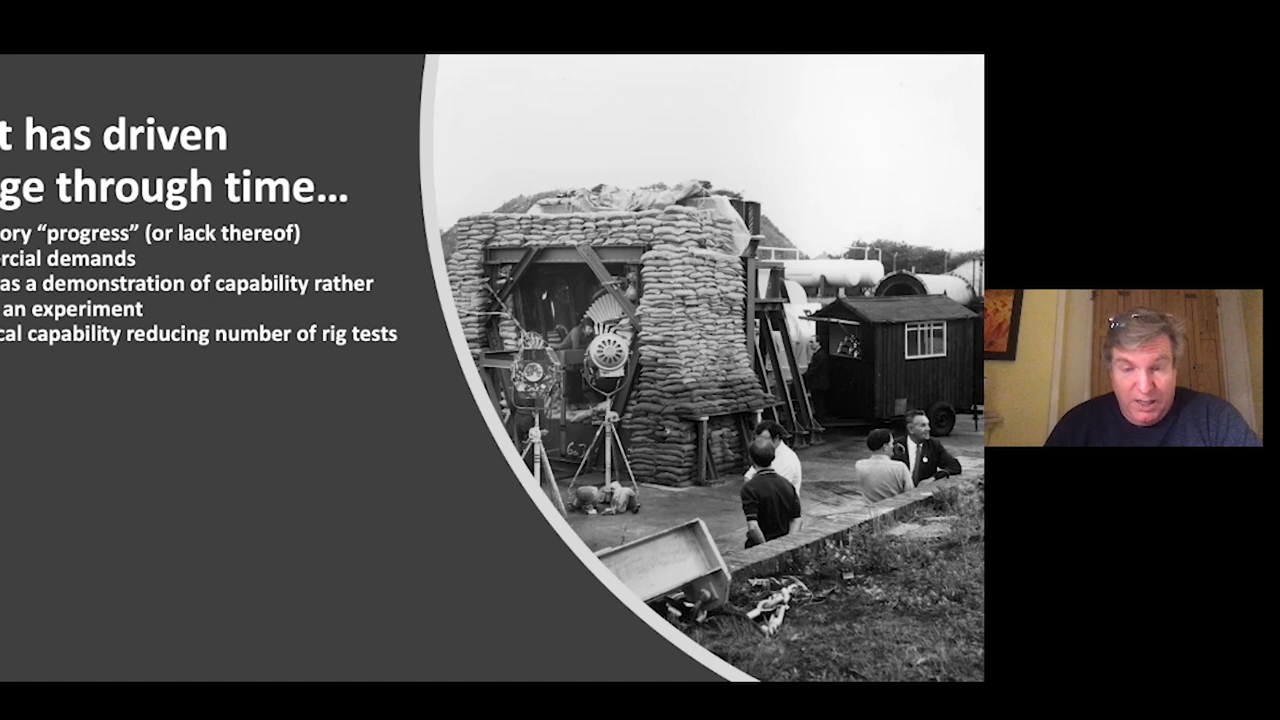 t has driven
ge through time...
ory “progress” (or lack thereof)
rcial demands
as a demonstration of capability rather
an experiment
cal capability reducing number of rig tests